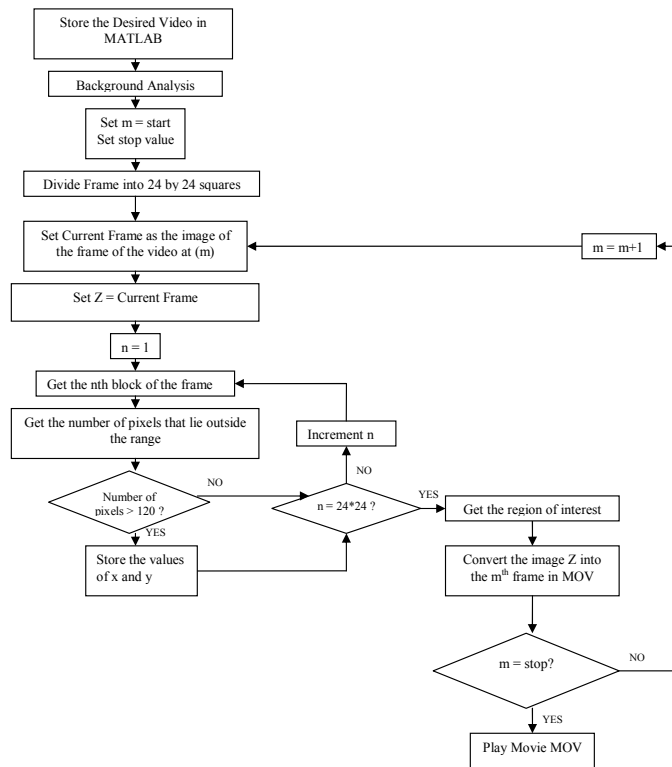 Store the Desired Video in
MATLAB
Background Analysis
Set m = start
Set stop value
Divide Frame into 24 by 24 squares
Set Current Frame as the image of
the frame of the video at (m)
m = m+1
Set Z = Current Frame
n = 1
Get the nth block of the frame
Get the number of pixels that lie outside
the range
Increment n
NO
NO
Number of
pixels > 120 ?
n = 24*24 ?
YES
Get the region of interest
YES
Store the values
of x and y
Convert the image Z into
the mth frame in MOV
m = stop?
NO
YES
Play Movie MOV